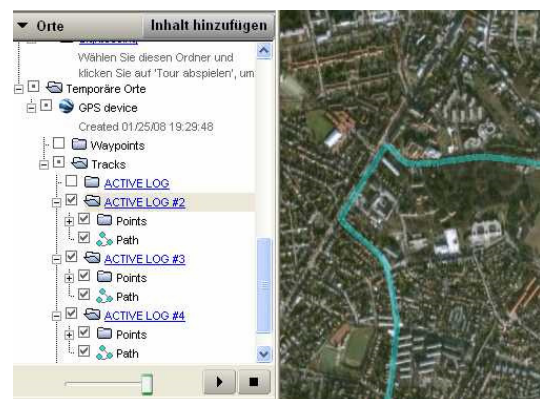 Orte
Inhalt hinzufügen
Wählen Sie diesen Ordner und
klicken Sie auf 'Tour abspielen', um
Temporäre Orte
GPS device
Created 01/25/08 19:29:48
Waypoints
Tracks
ACTIVE LOG
ACTIVE LOG #2
Points
Path
ACTIVE LOG #3
Points
Path
ACTIVE LOG #4
Points
Path